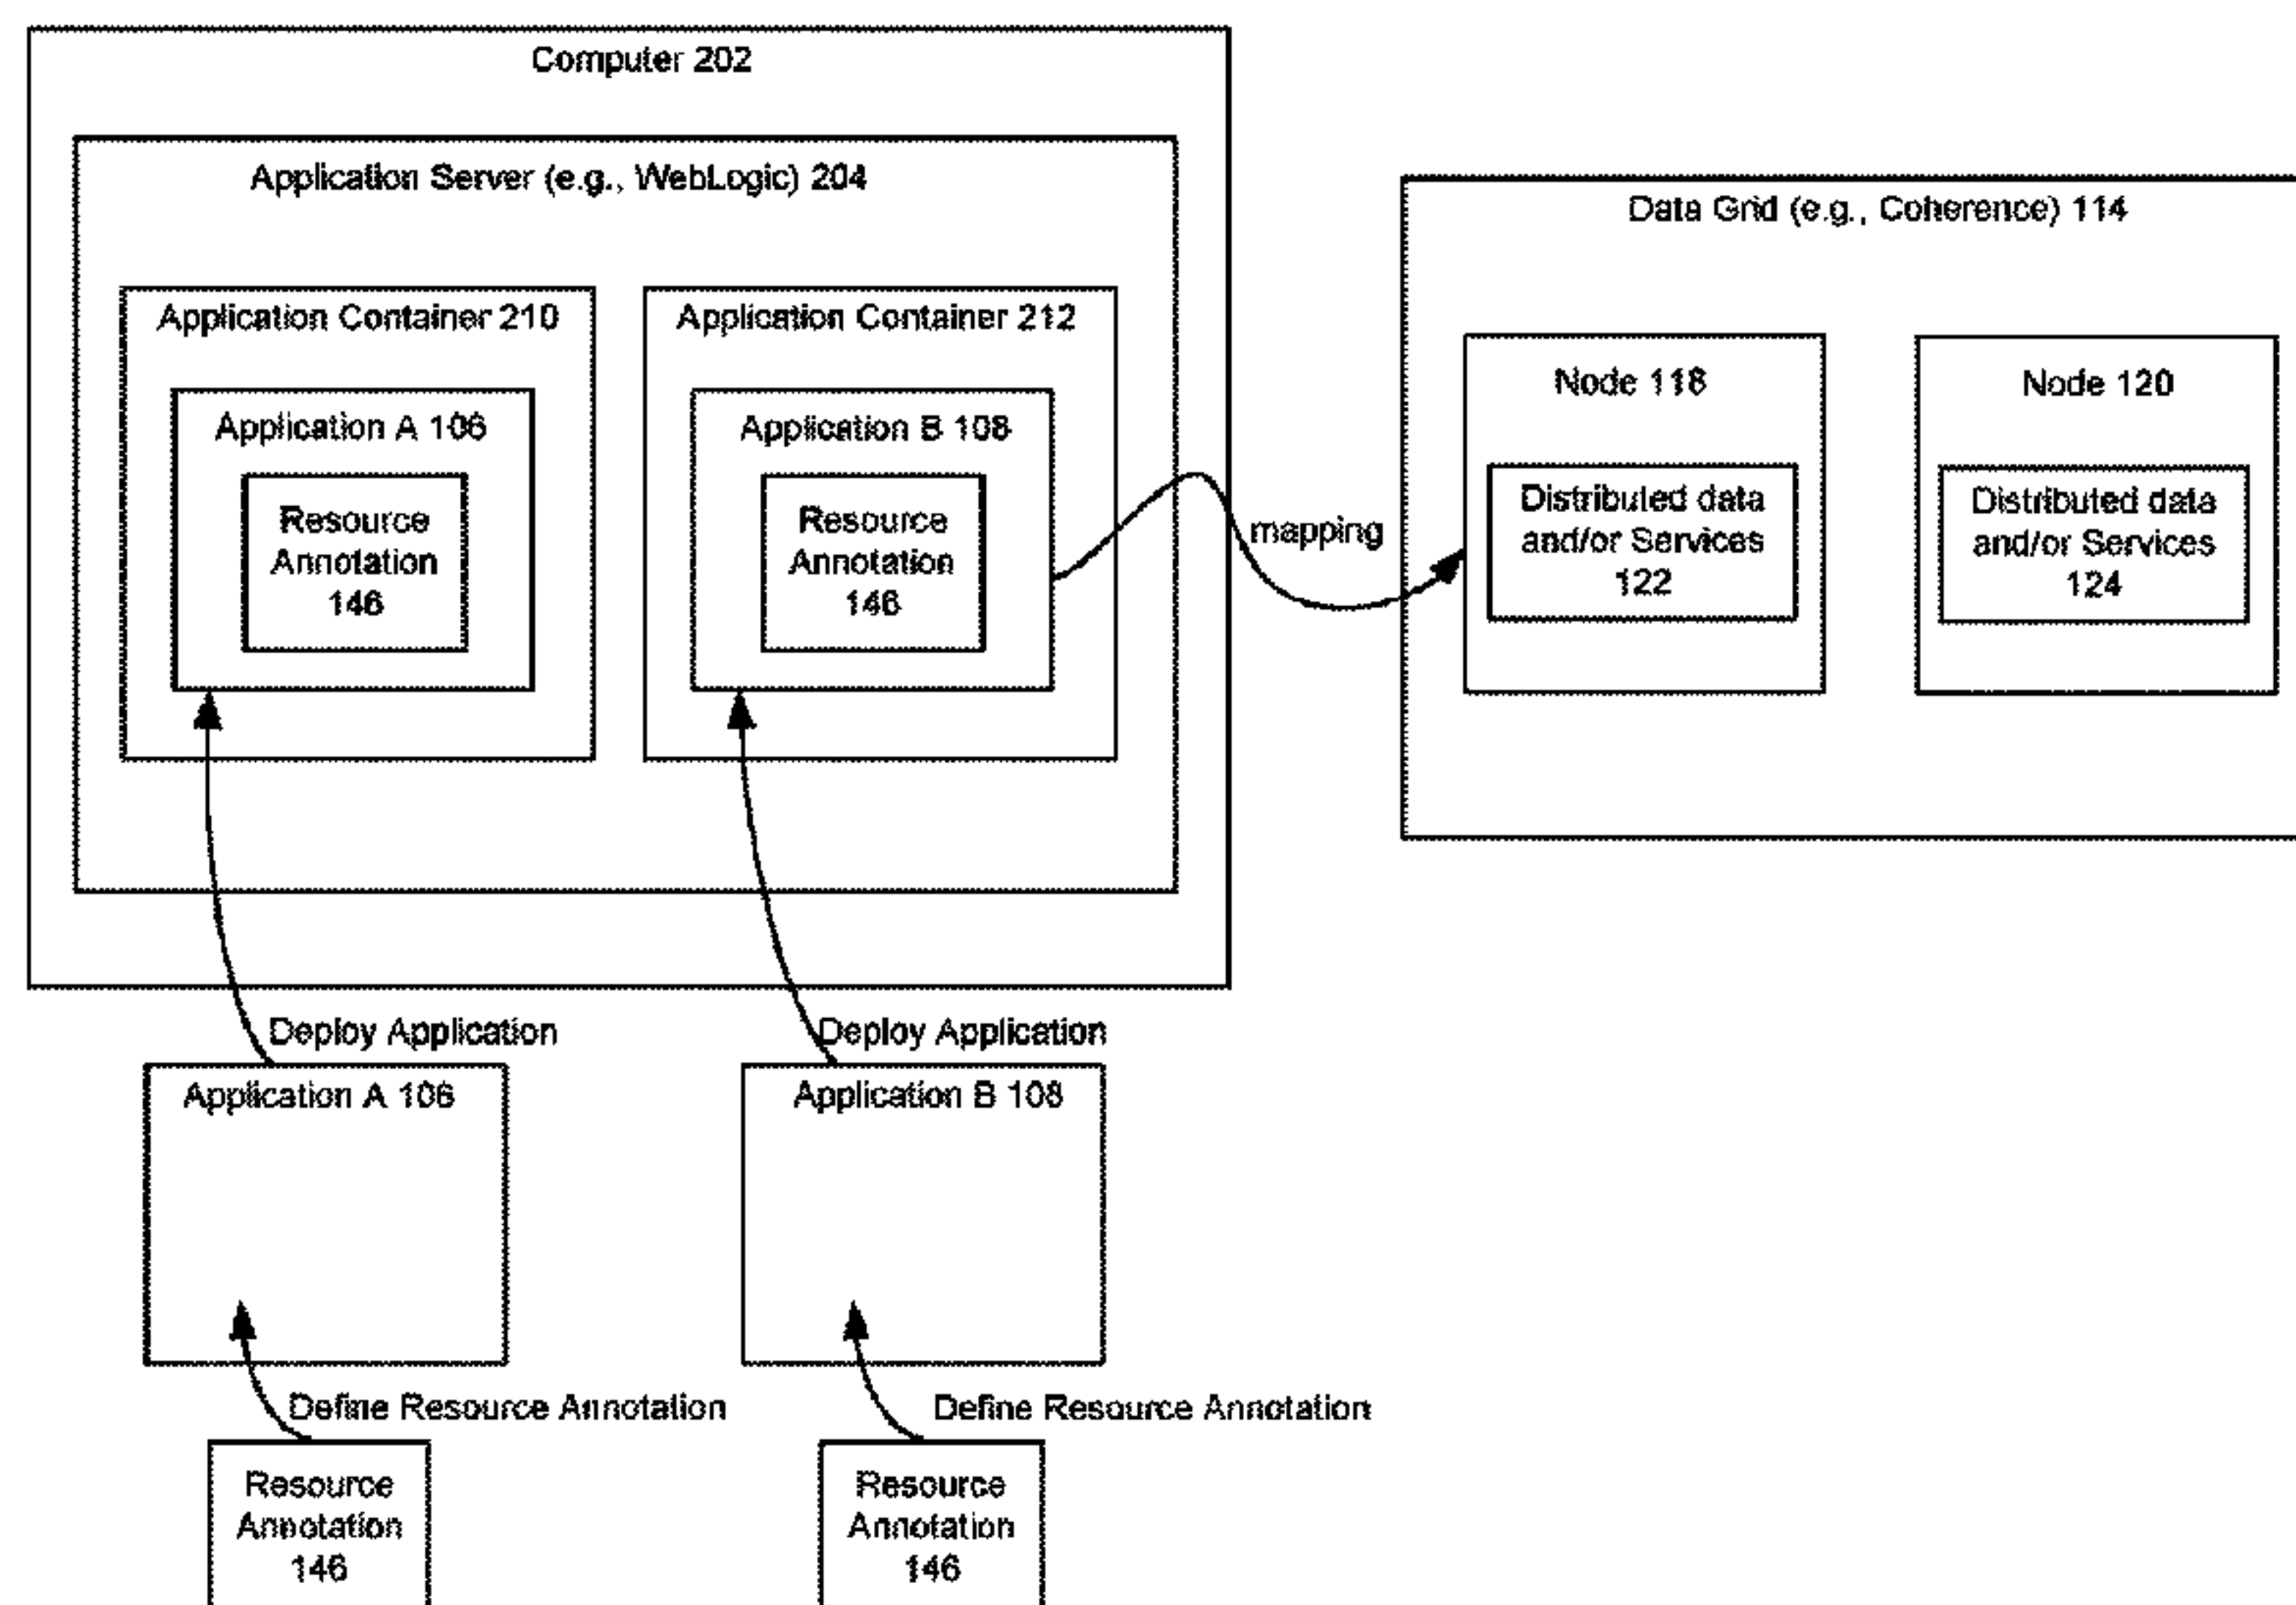 Computer 202
Application Server (e.g., WebLogic) 204
Application Container 210
Application A 106
Resource
Annotation
146
Application Container 212
Application B 108
Resource
Annotation
146
mapping
Data Grid (e.g., Coherence) 114
Node 118
Distributed data
and/or Services
122
Node 120
Distributed data
and/or Services
124
Deploy Application
Application A 106
Define Resource Annotation
Resource
Annotation
146
Deploy Application
Application B 108
Define Resource Annotation
Resource
Annotation
146